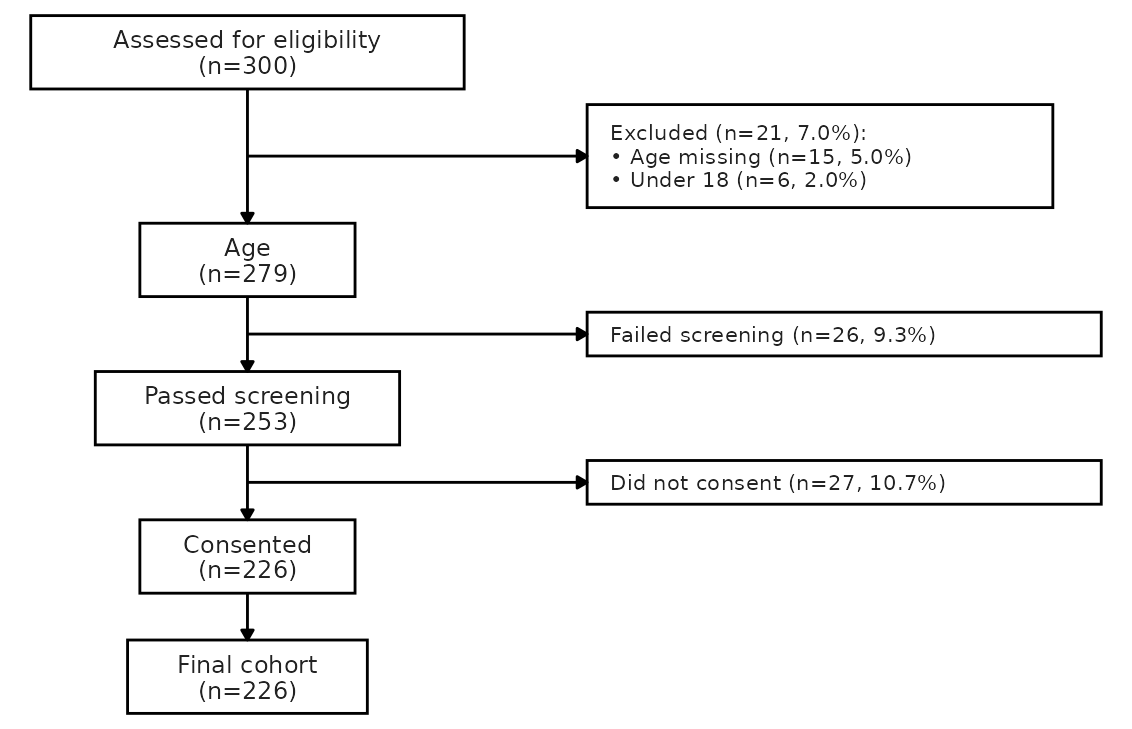 Assessed for eligibility
(n=300)
Excluded (n=21, 7.0%):
• Age missing (n=15, 5.0%)
• Under 18 (n=6, 2.0%)
Age
(n=279)
Failed screening (n=26, 9.3%)
Passed screening
(n=253)
Did not consent (n=27, 10.7%)
Consented
(n=226)
Final cohort
(n=226)